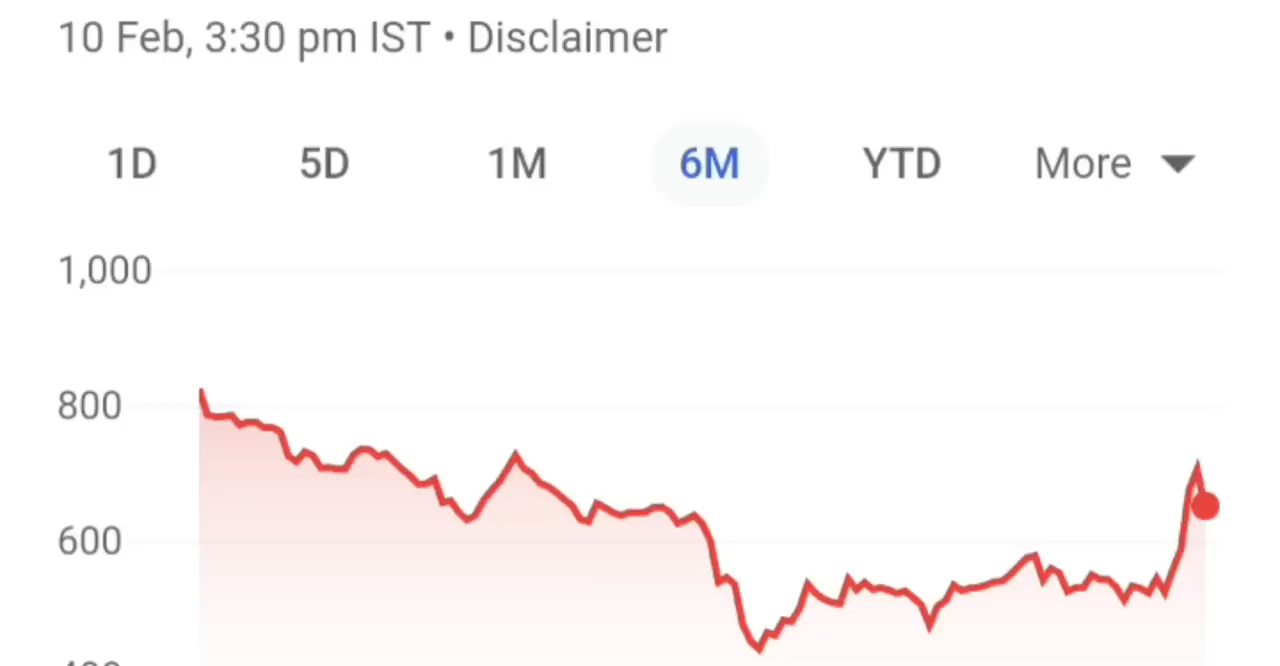 10 Feb, 3:30 pm IST • Disclaimer
1D 5D 1M 6M YTD More
1,000
800
600